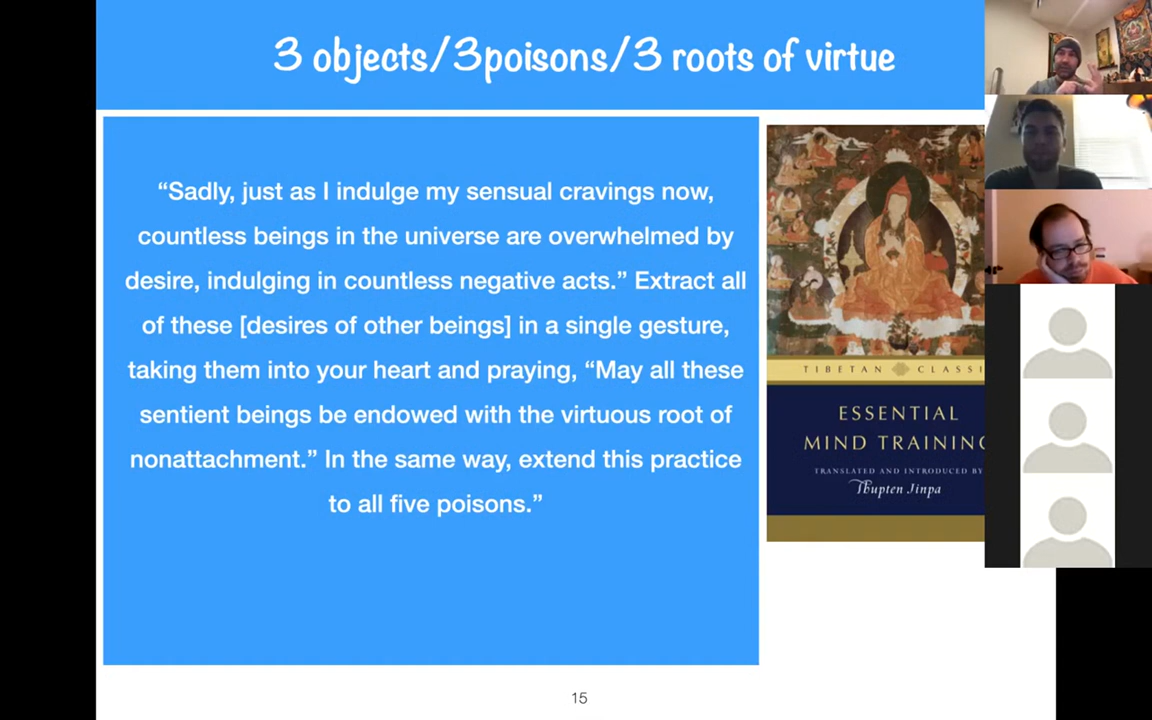 3 objects/3poisons/3 roots of virtue
“Sadly, just as I indulge my sensual cravings now,
countless beings in the universe are overwhelmed by
desire, indulging in countless negative acts.” Extract all
of these [desires of other beings] in a single gesture,
taking them into your heart and praying, “May all these
sentient beings be endowed with the virtuous root of
nonattachment.” In the same way, extend this practice
to all five poisons.”
TIBETAN CLASSI
ESSENTIAL
MIND TRAINING
TRANSLATED AND INTRODUCED BY
Thupten Jinpa
15